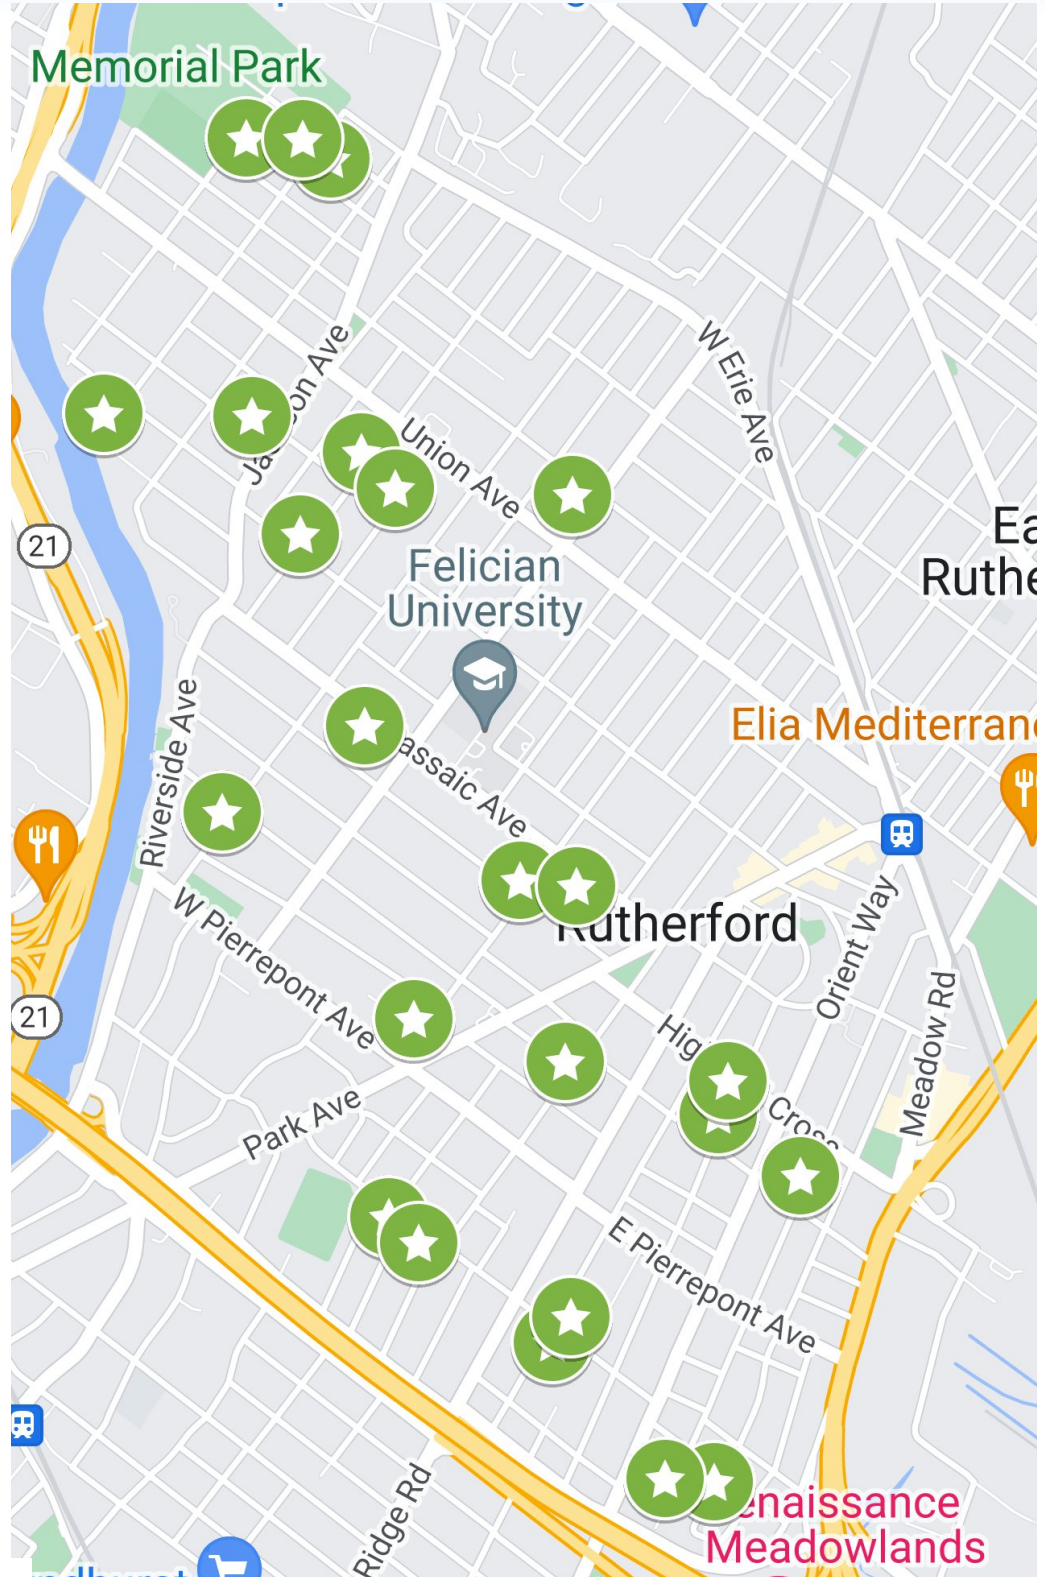 Memorial Park
W Erie Ave
Union Ave
21
Felician
University
Riverside Ave
Elia Mediterran
Rutherford
W Pierrepont Ave
Orient Way
21
Meadow Rd
Park Ave
Cross
E Pierrepont Ave
Ridge Rd
Meadowlands